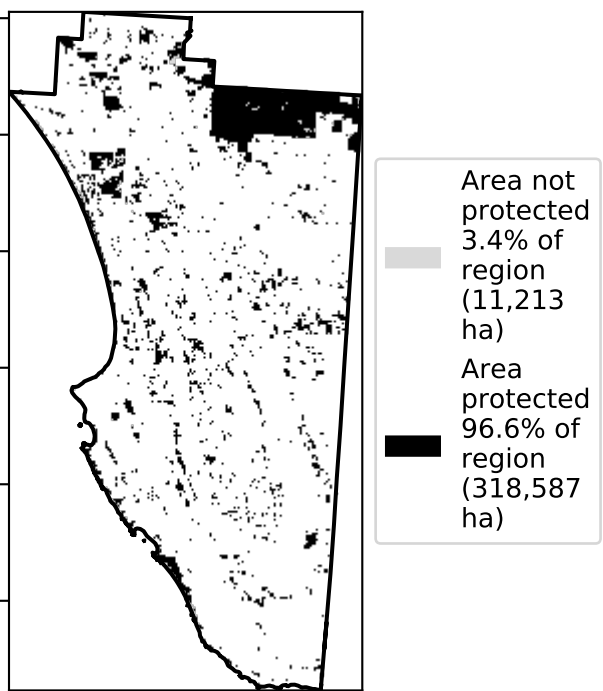 Area not
protected
3.4% of
region
(11,213
ha)
Area
protected
96.6% of
region
(318,587
ha)